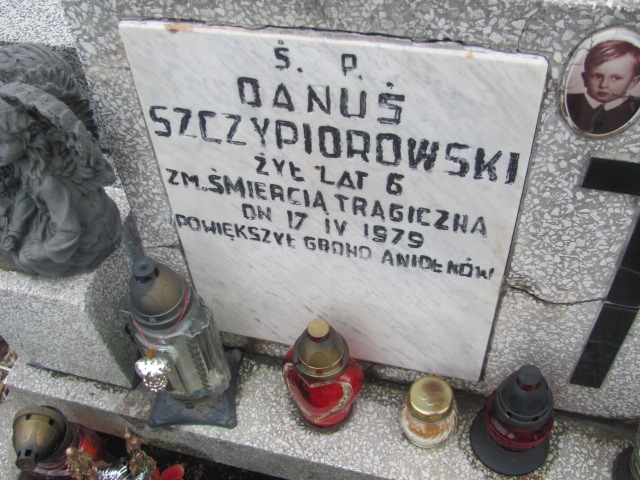 Ś. P.
DANUŚ
SZCZYPIOROWSKI
ŻYŁ LAT 6
ZM. ŚMIERCIĄ TRAGICZNĄ
DN 17 IV 1979
POWIĘKSZYŁ GRONO ANIOŁKÓW